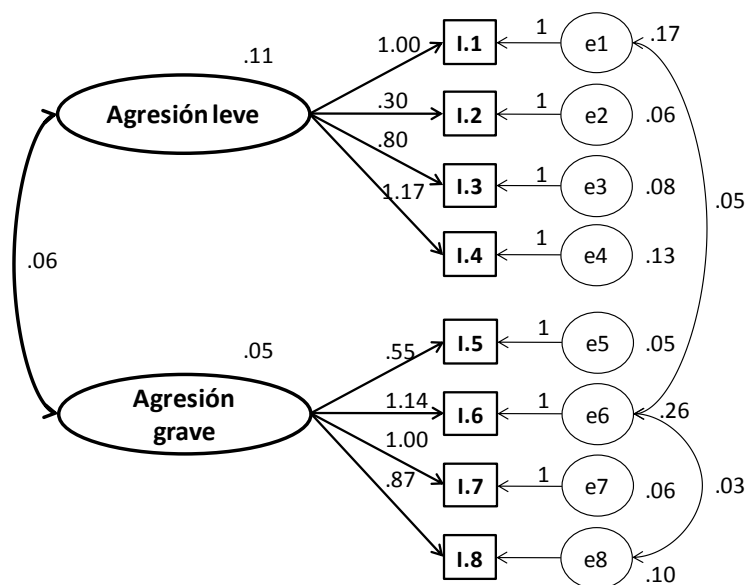 .11
1.00
I.1
1
e1
.17
Agresión leve
.30
I.2
1
e2
.06
.80
I.3
1
e3
.08
1.17
I.4
1
e4
.13
.05
.06
.05
.55
I.5
1
e5
.05
Agresión
grave
1.14
I.6
1
e6
.26
1.00
I.7
1
e7
.06
.03
.87
I.8
e8
.10